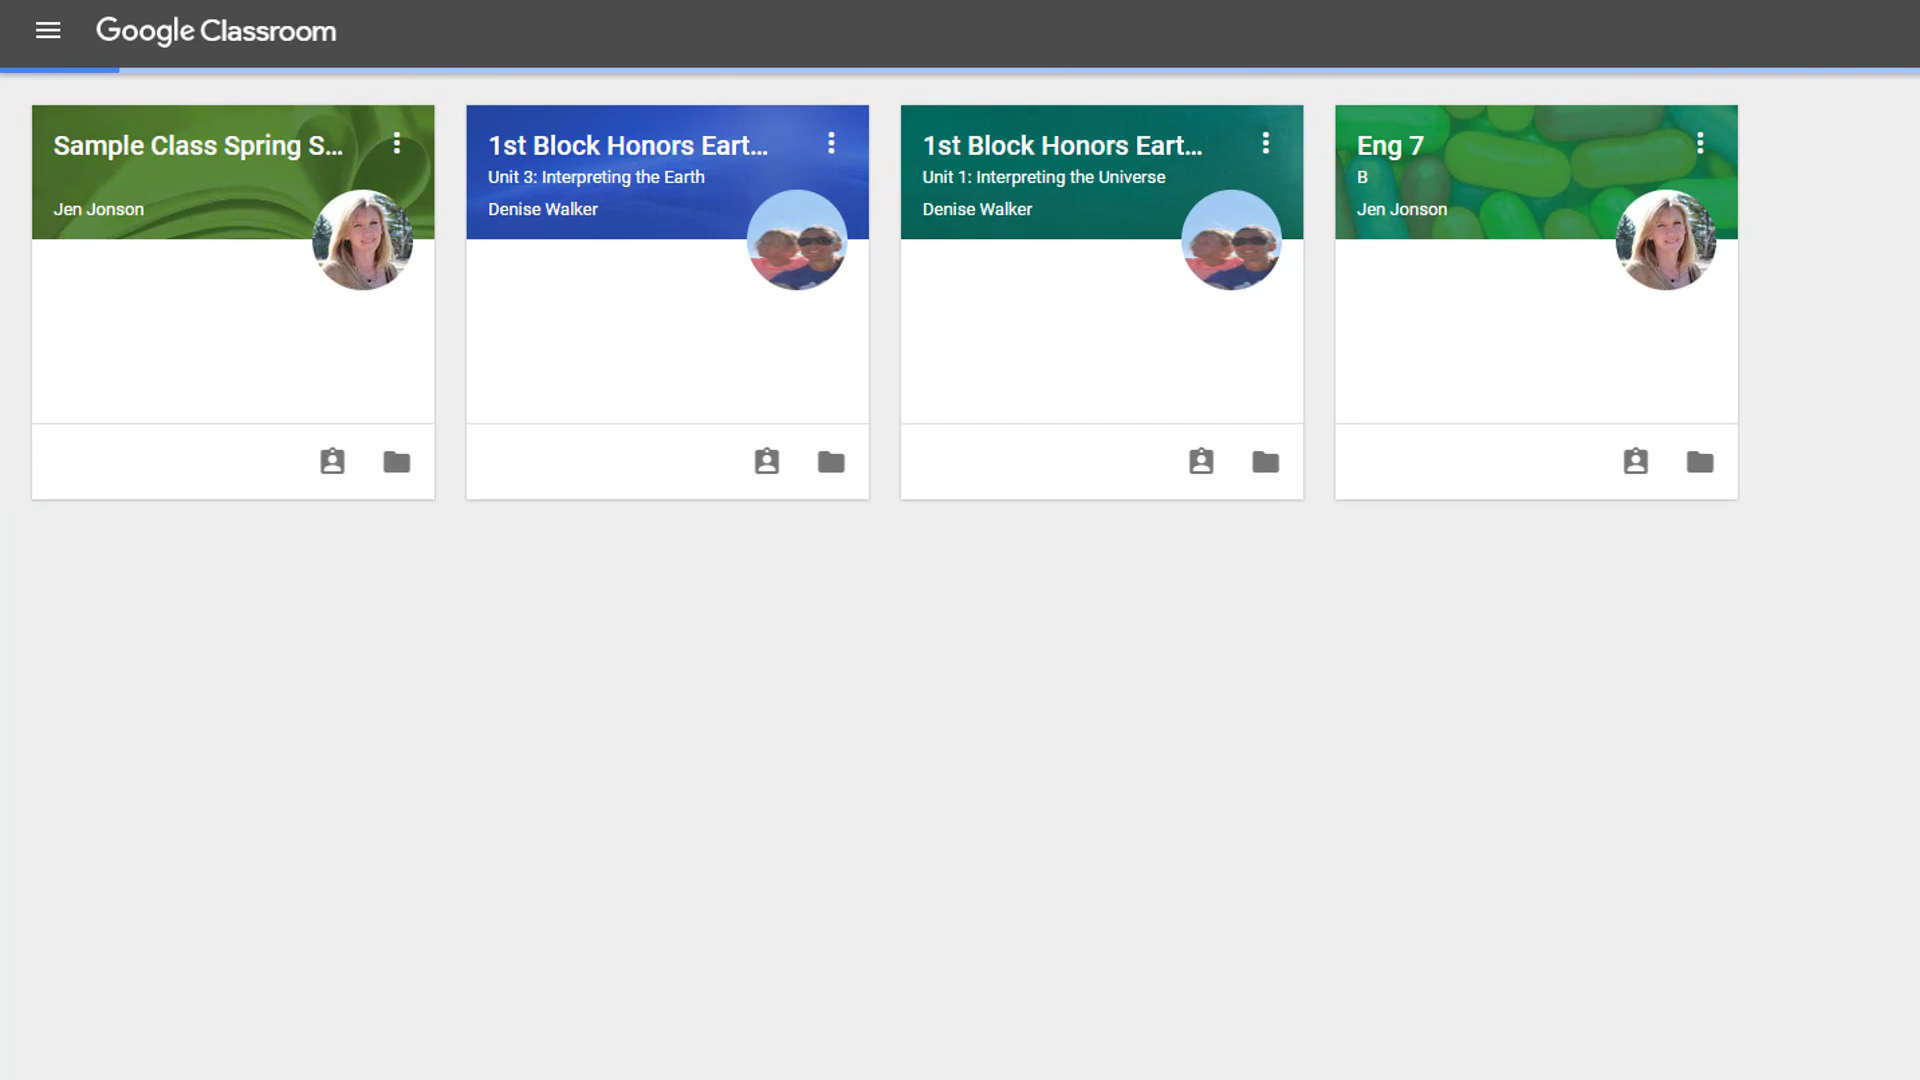 Google Classroom
Sample Class Spring S...
Jen Jonson
1st Block Honors Eart...
Unit 3: Interpreting the Earth
Denise Walker
1st Block Honors Eart...
Unit 1: Interpreting the Universe
Denise Walker
Eng 7
B
Jen Jonson